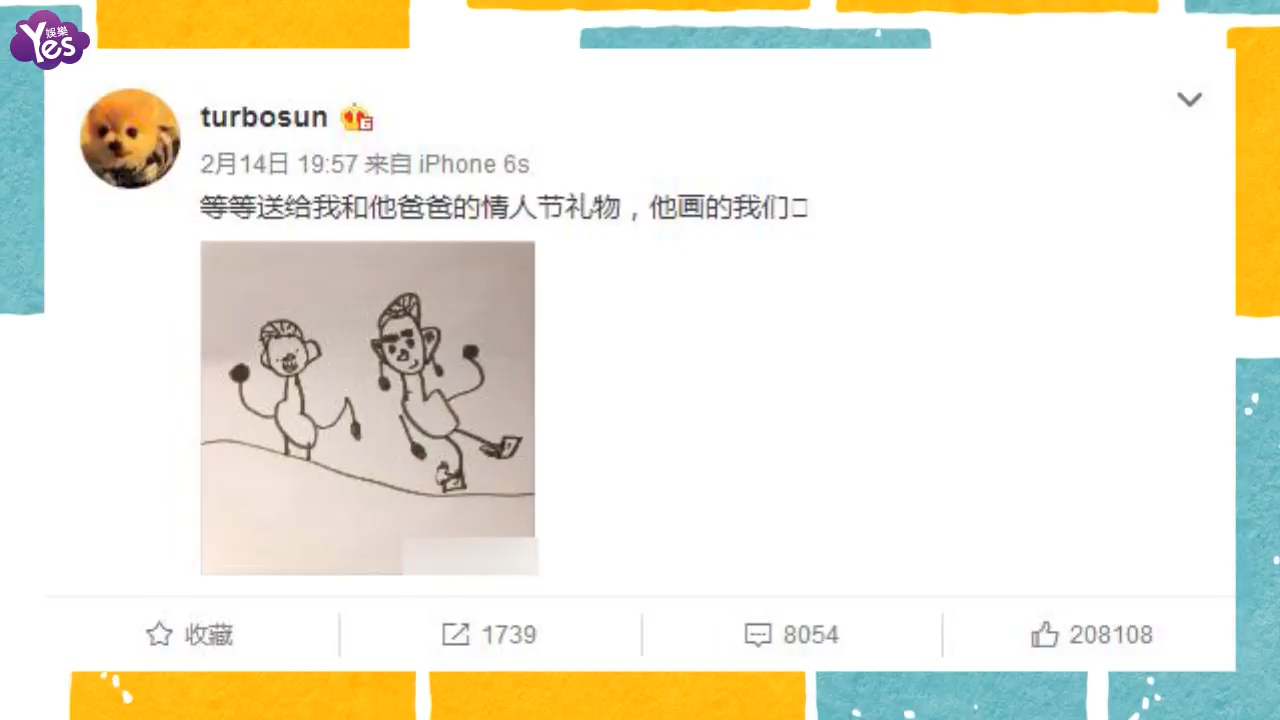 娛樂
Yes
turbosun
2月14日 19:57 来自 iPhone 6s
等等送给我和他爸爸的情人节礼物，他画的我们□
收藏
1739
8054
208108